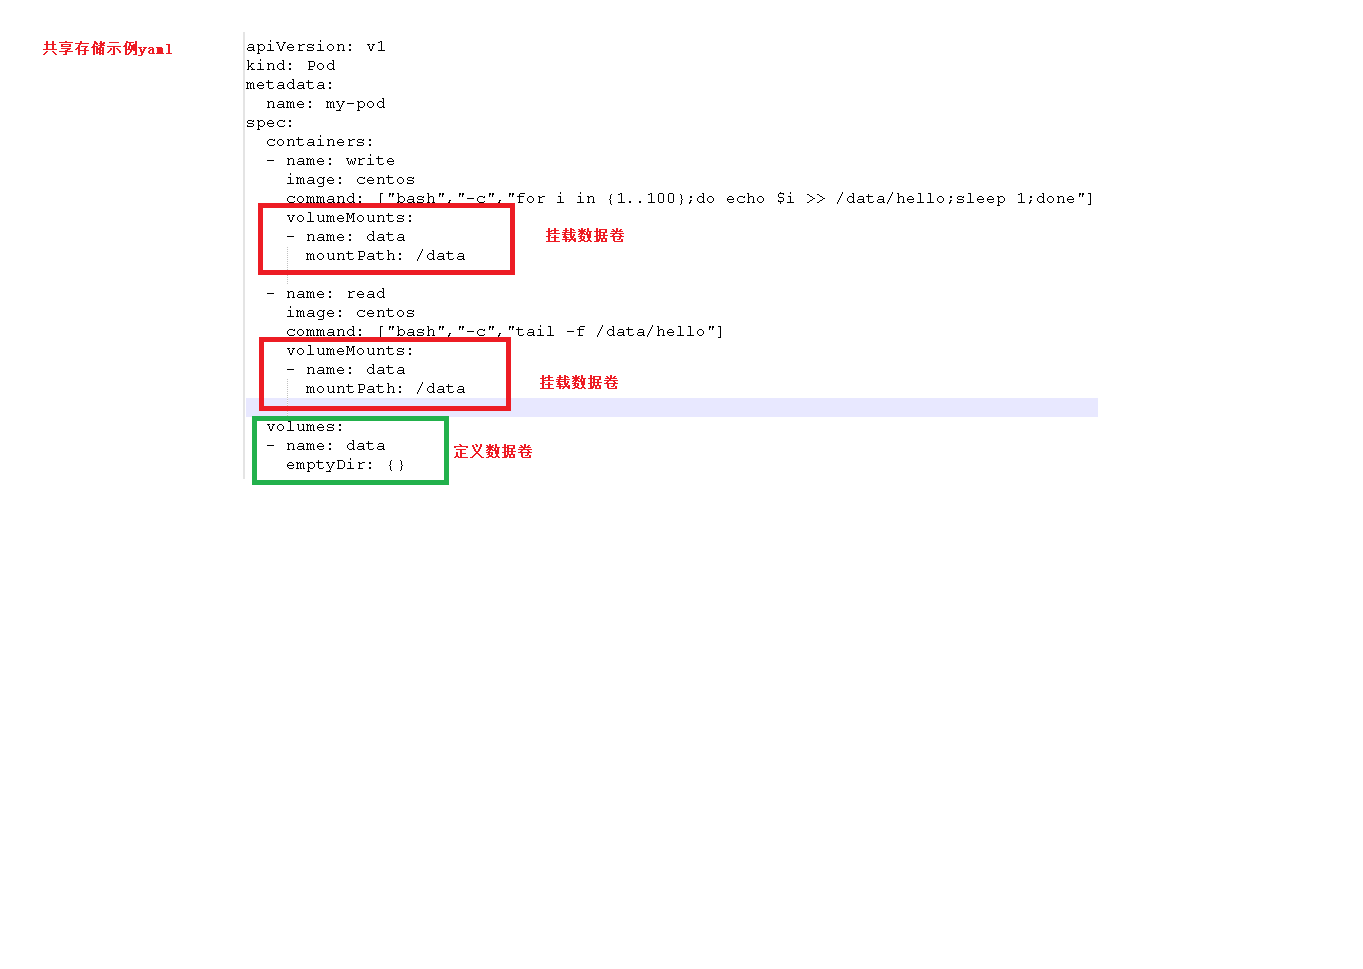 共享存储示例yaml
apiVersion: v1
kind: Pod
metadata:
  name: my-pod
spec:
  containers:
  - name: write
    image: centos
    command: ["bash","-c","for i in {1..100};do echo $i >> /data/hello;sleep 1;done"]
    volumeMounts:
    - name: data
      mountPath: /data
挂载数据卷
  - name: read
    image: centos
    command: ["bash","-c","tail -f /data/hello"]
    volumeMounts:
    - name: data
      mountPath: /data
挂载数据卷
  volumes:
  - name: data
    emptyDir: {}
定义数据卷